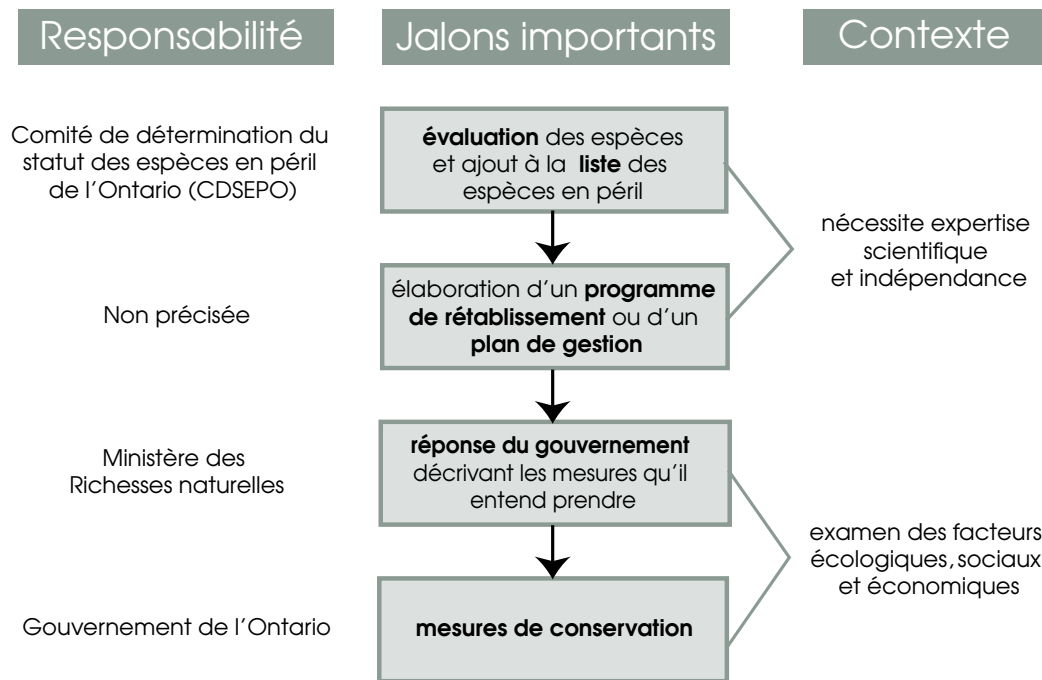 Responsabilité
Jalons importants
Contexte
Comité de détermination du
statut des espèces en péril
de l'Ontario (CDSEPO)
évaluation des espèces
et ajout à la liste des
espèces en péril
nécessite expertise
scientifique
et indépendance
Non précisée
élaboration d'un programme
de rétablissement ou d'un
plan de gestion
Ministère des
Richesses naturelles
réponse du gouvernement
décrivant les mesures qu'il
entend prendre
examen des facteurs
écologiques, sociaux
et économiques
Gouvernement de l'Ontario
mesures de conservation